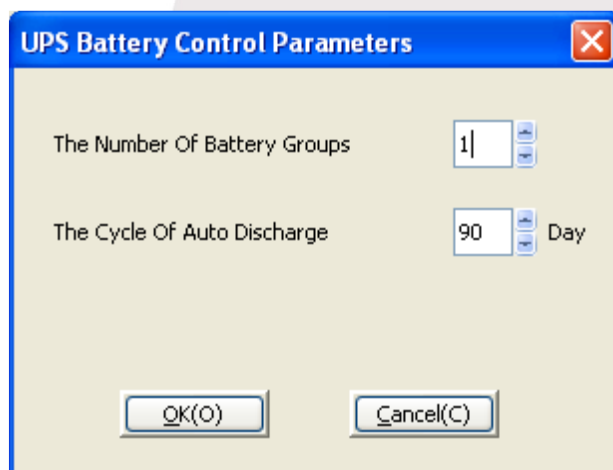 UPS Battery Control Parameters
The Number Of Battery Groups 1
The Cycle Of Auto Discharge 90 Day
OK(O) Cancel(C)